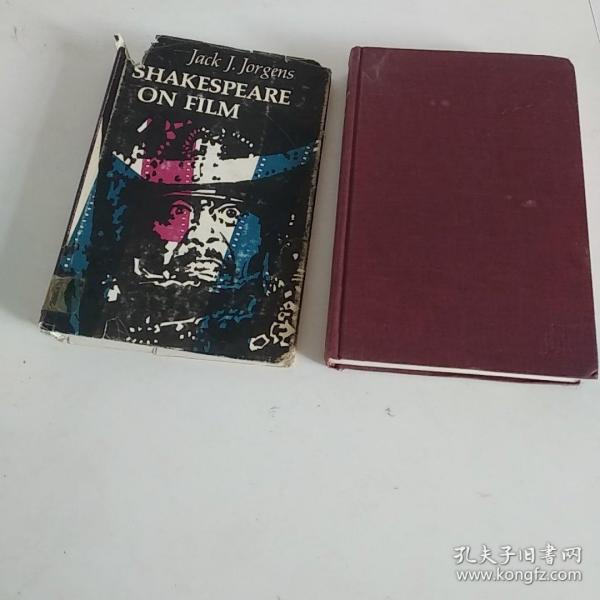 Jack J. Jorgens
SHAKESPEARE
ON FILM
孔夫子旧书网
www.kongfz.com